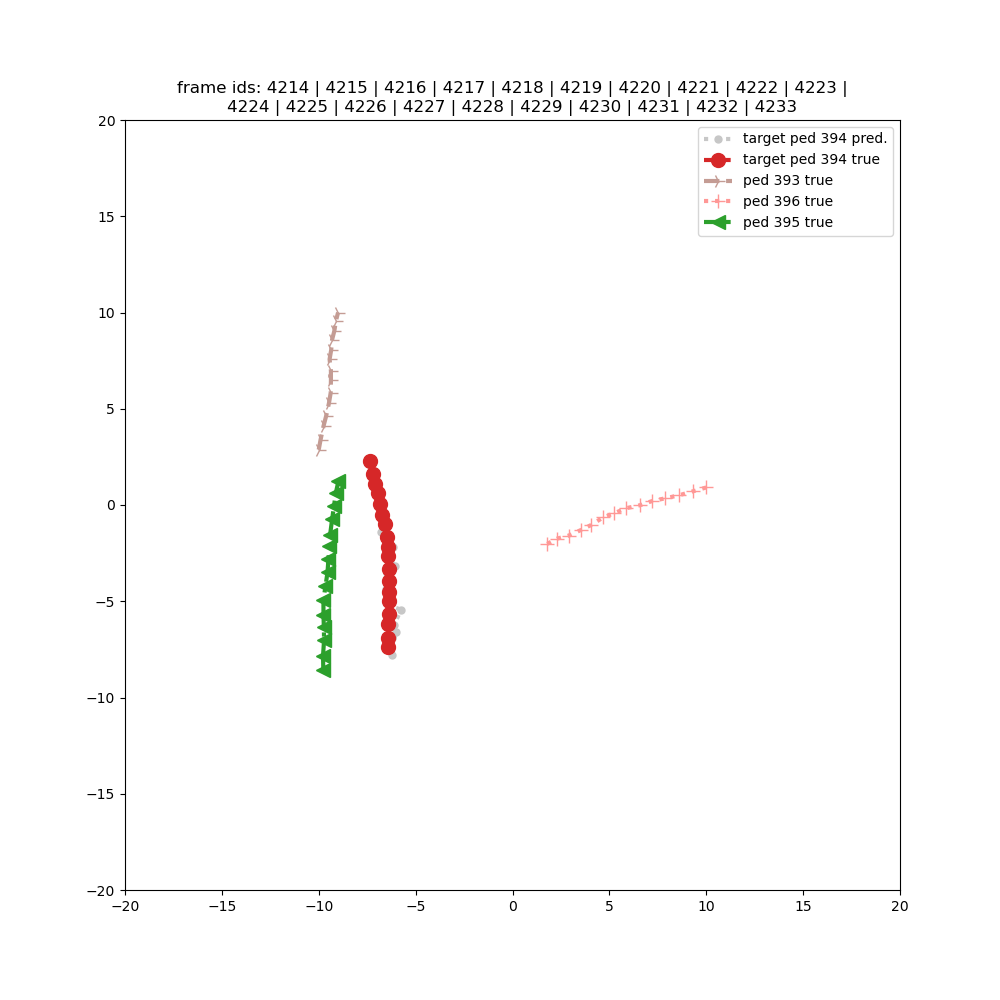 frame ids: 4214 | 4215 | 4216 | 4217 | 4218 | 4219 | 4220 | 4221 | 4222 | 4223 |
4224 | 4225 | 4226 | 4227 | 4228 | 4229 | 4230 | 4231 | 4232 | 4233
target ped 394 pred.
target ped 394 true
ped 393 true
ped 396 true
ped 395 true
20
15
10
5
0
−5
−10
−15
−20
−20
−15
−10
−5
0
5
10
15
20